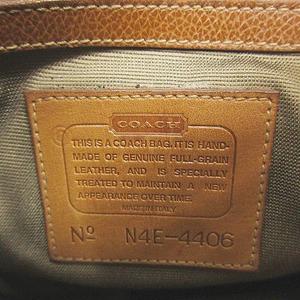 COACH
THIS IS A COACH BAG. IT IS HAND-
MADE OF GENUINE FULL-GRAIN
LEATHER, AND IS SPECIALLY
TREATED TO MAINTAIN A NEW
APPEARANCE OVER TIME.
MADE IN ITALY
Nº N4E-4406